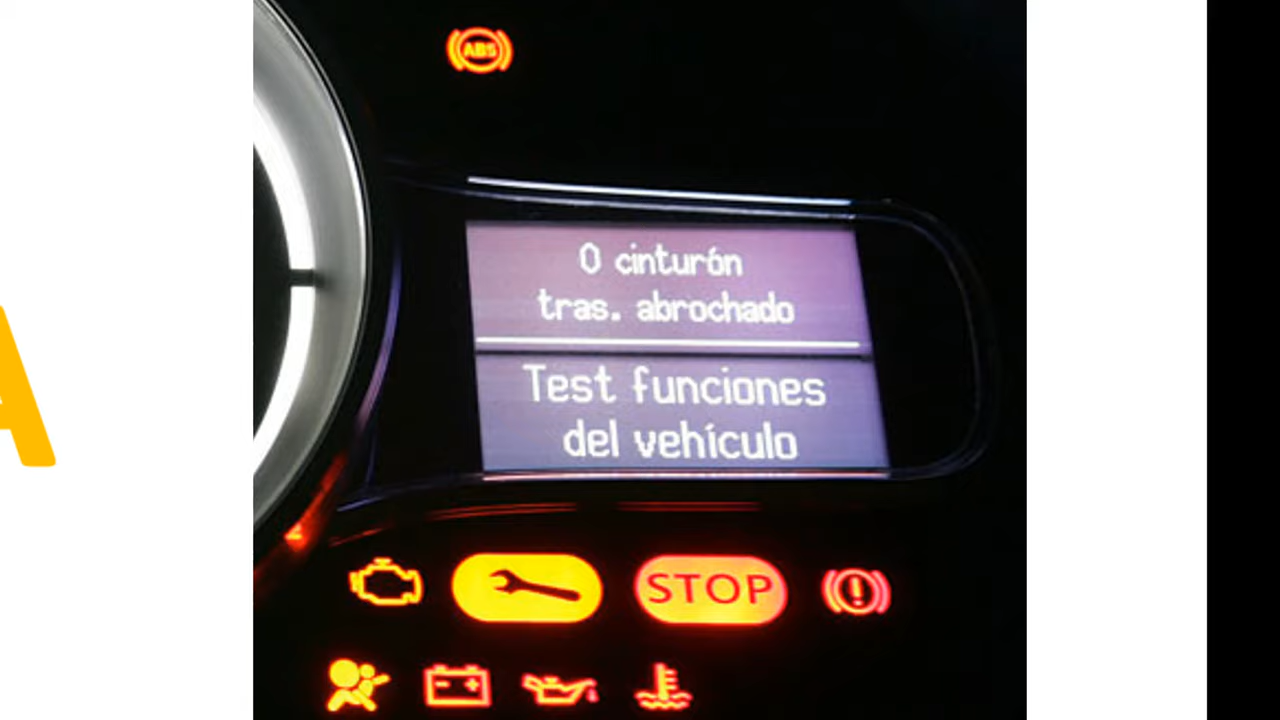 ABS
0 cinturón
tras. abrochado
Test funciones
del vehículo
STOP
A